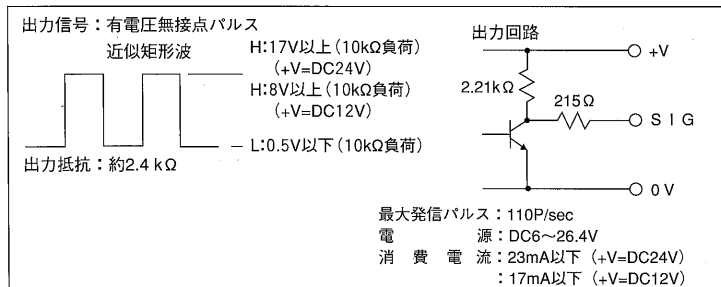 出力信号：有電圧無接点パルス
近似矩形波
H:17V以上(10kΩ負荷)
(+V=DC24V)
H:8V以上(10kΩ負荷)
(+V=DC12V)
L:0.5V以下(10kΩ負荷)
出力抵抗：約2.4kΩ
出力回路
+V
2.21kΩ
215Ω
SIG
0V
最大発信パルス：110P/sec
電源：DC6～26.4V
消費電流：23mA以下 (+V=DC24V)
：17mA以下 (+V=DC12V)